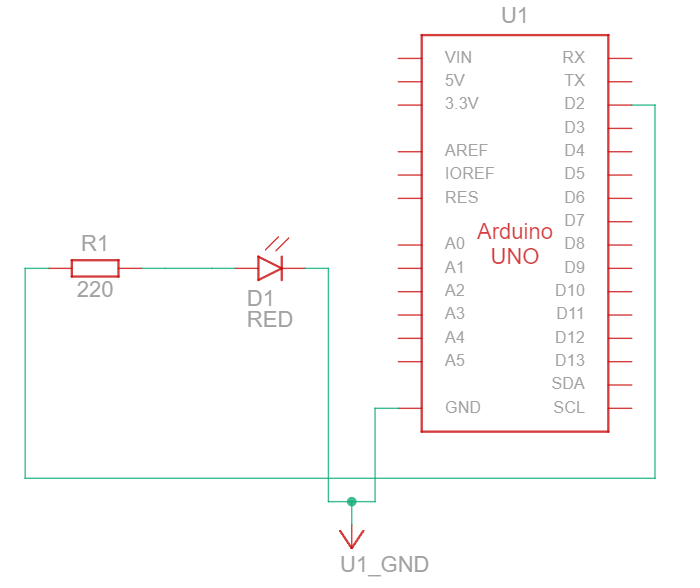 U1
VIN
RX
5V
TX
3.3V
D2
D3
AREF
D4
IOREF
D5
RES
D6
D7
Arduino
UNO
A0
D8
A1
D9
A2
D10
A3
D11
A4
D12
A5
D13
SDA
GND
SCL
R1
220
D1
RED
U1_GND